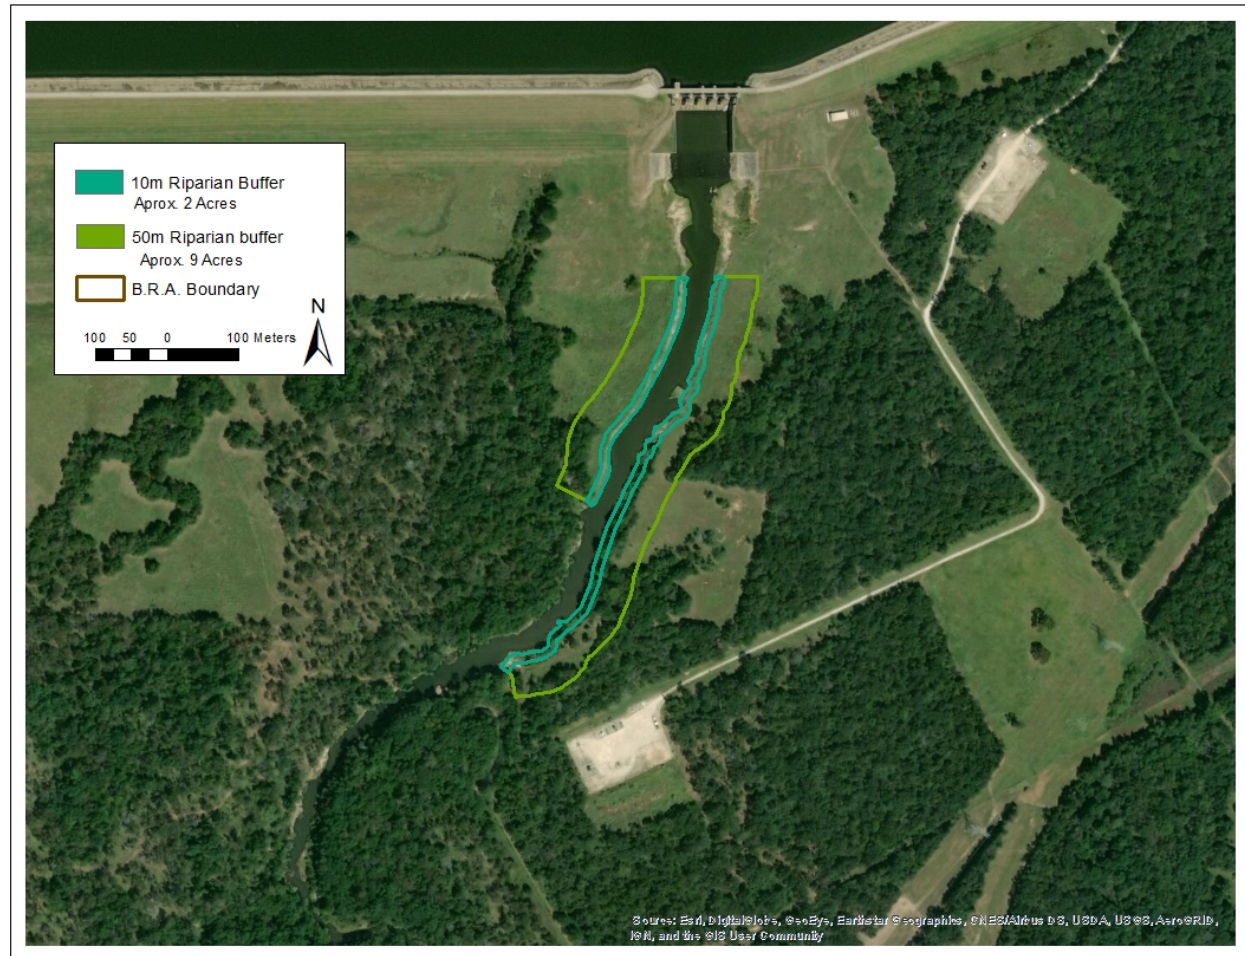 10m Riparian Buffer
Aprox. 2 Acres
50m Riparian buffer
Aprox. 9 Acres
B.R.A. Boundary
N
100 50 0 100 Meters
Source: Esri, DigitalGlobe, GeoEye, Earthstar Geographics, CNES/Airbus DS, USDA, USGS, AeroGRID,
IGN, and the GIS User Community